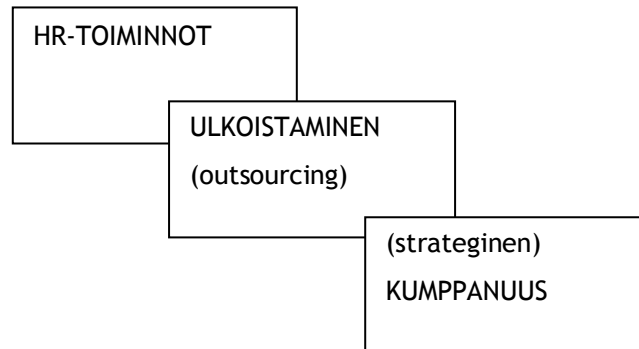 HR-TOIMINNOT
ULKOISTAMINEN
(outsourcing)
(strateginen)
KUMPPANUUS